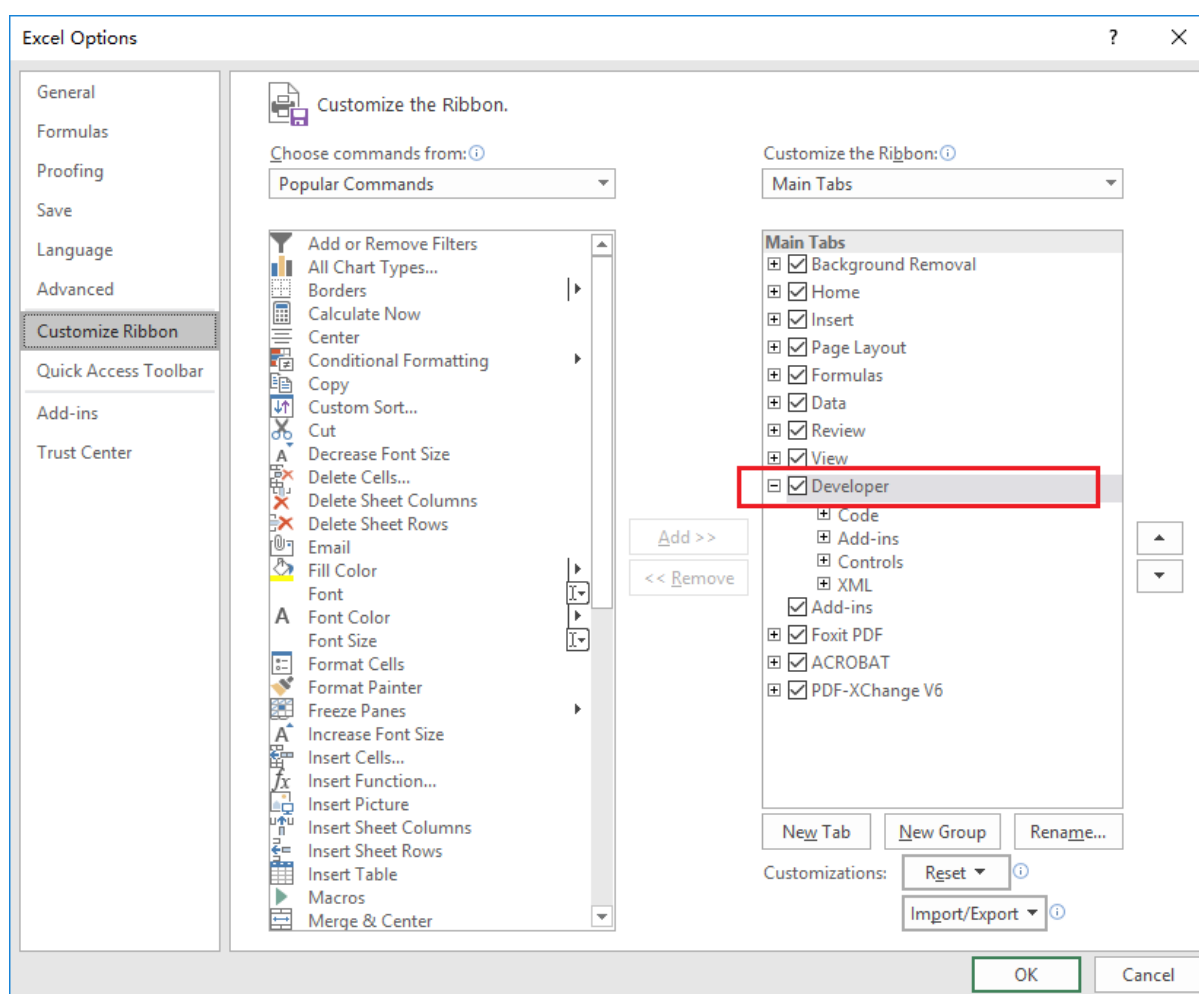 Excel Options
?
General
Formulas
Proofing
Save
Language
Advanced
Customize Ribbon
Quick Access Toolbar
Add-ins
Trust Center
Customize the Ribbon.
Choose commands from:
Popular Commands
Add or Remove Filters
All Chart Types...
Borders
Calculate Now
Center
Conditional Formatting
Copy
Custom Sort...
Cut
Decrease Font Size
Delete Cells...
Delete Sheet Columns
Delete Sheet Rows
Email
Fill Color
Font
Font Color
Font Size
Format Cells
Format Painter
Freeze Panes
Increase Font Size
Insert Cells...
Insert Function...
Insert Picture
Insert Sheet Columns
Insert Sheet Rows
Insert Table
Macros
Merge & Center
Add >>
<< Remove
Customize the Ribbon:
Main Tabs
Main Tabs
Background Removal
Home
Insert
Page Layout
Formulas
Data
Review
View
Developer
Code
Add-ins
Controls
XML
Add-ins
Foxit PDF
ACROBAT
PDF-XChange V6
New Tab
New Group
Rename...
Customizations:
Reset
Import/Export
OK
Cancel